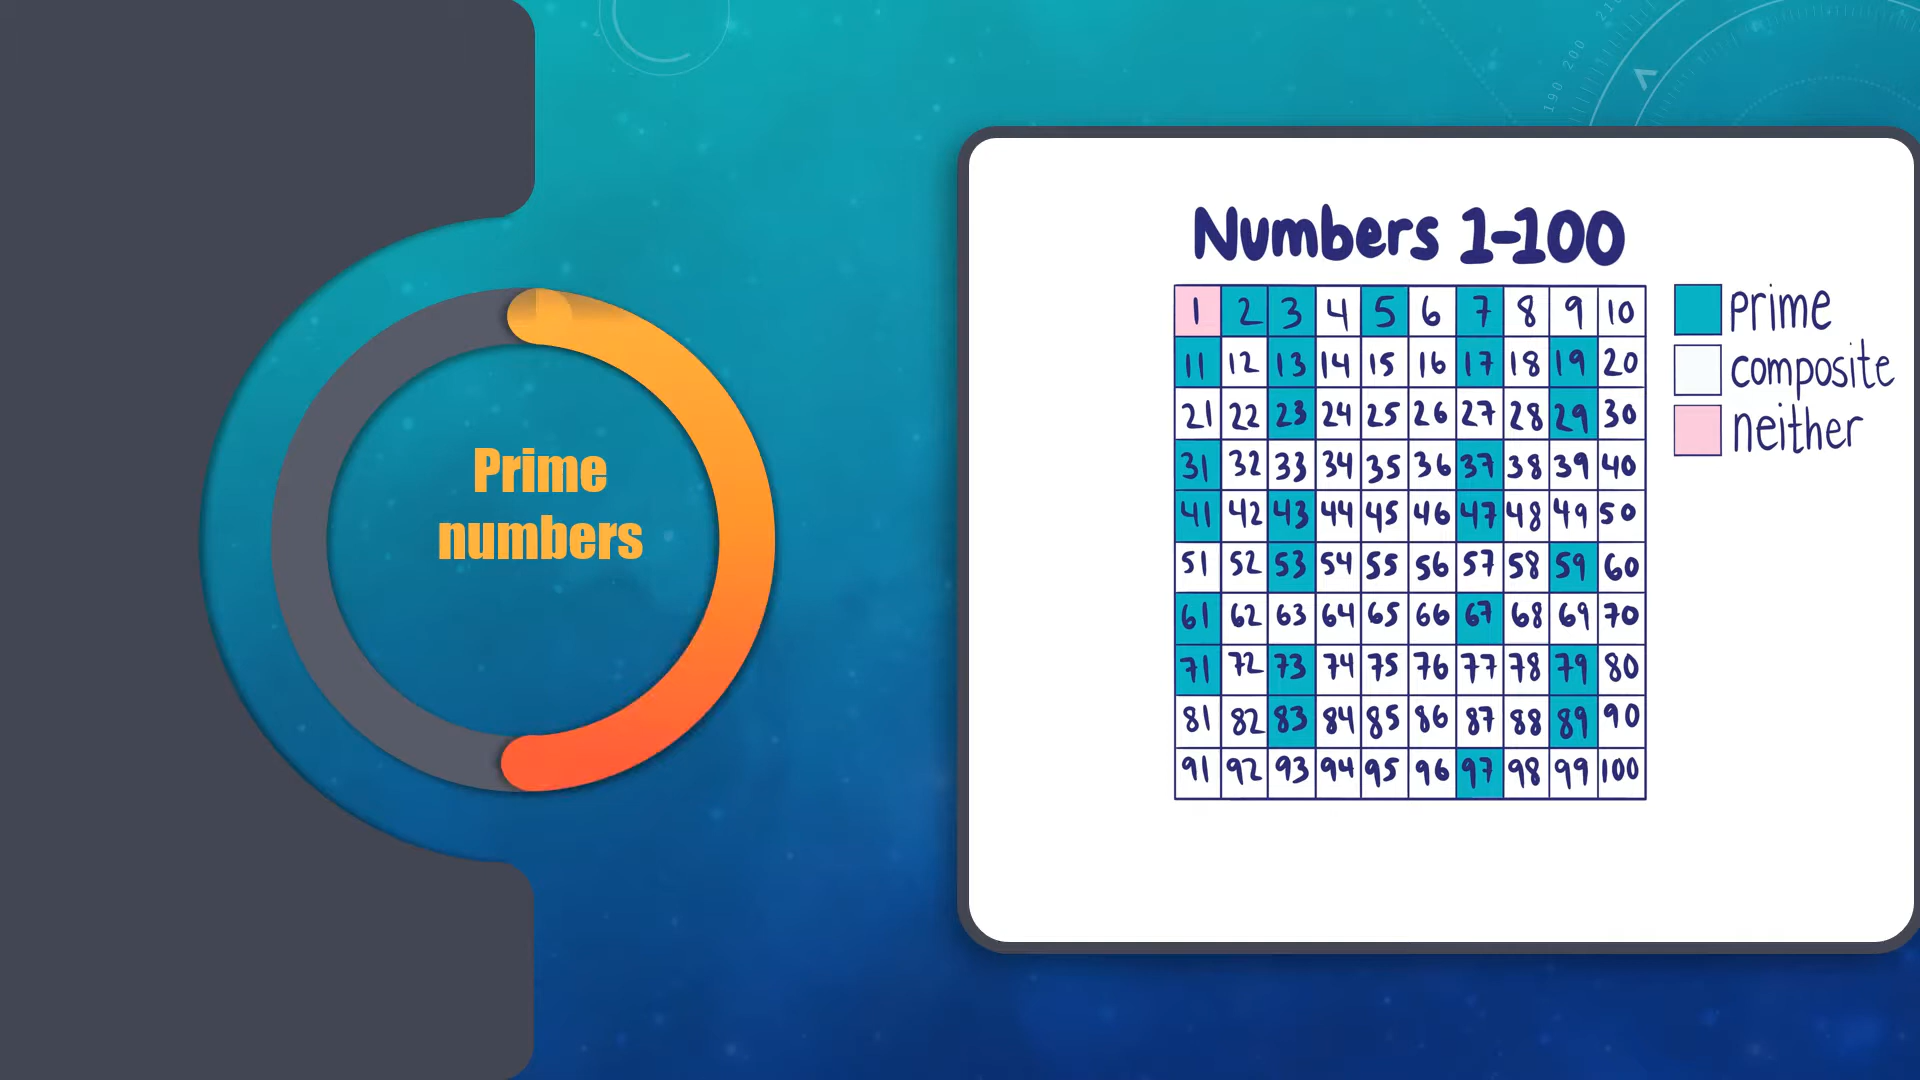 Prime
numbers
Numbers 1-100
1 2 3 4 5 6 7 8 9 10
11 12 13 14 15 16 17 18 19 20
21 22 23 24 25 26 27 28 29 30
31 32 33 34 35 36 37 38 39 40
41 42 43 44 45 46 47 48 49 50
51 52 53 54 55 56 57 58 59 60
61 62 63 64 65 66 67 68 69 70
71 72 73 74 75 76 77 78 79 80
81 82 83 84 85 86 87 88 89 90
91 92 93 94 95 96 97 98 99 100
prime
composite
neither
190 200